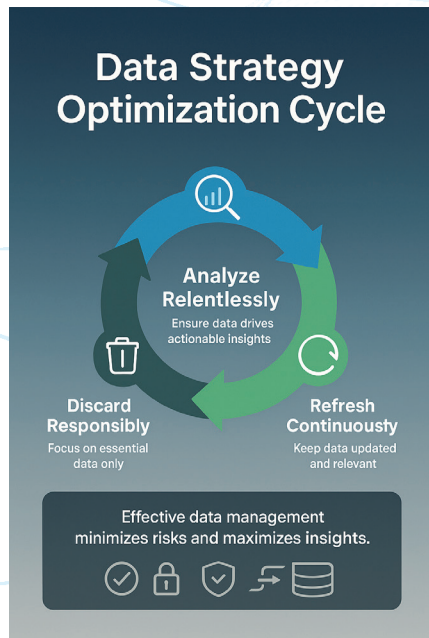 Data Strategy
Optimization Cycle
Analyze
Relentlessly
Ensure data drives
actionable insights
Discard
Responsibly
Focus on essential
data only
Refresh
Continuously
Keep data updated
and relevant
Effective data management
minimizes risks and maximizes insights.